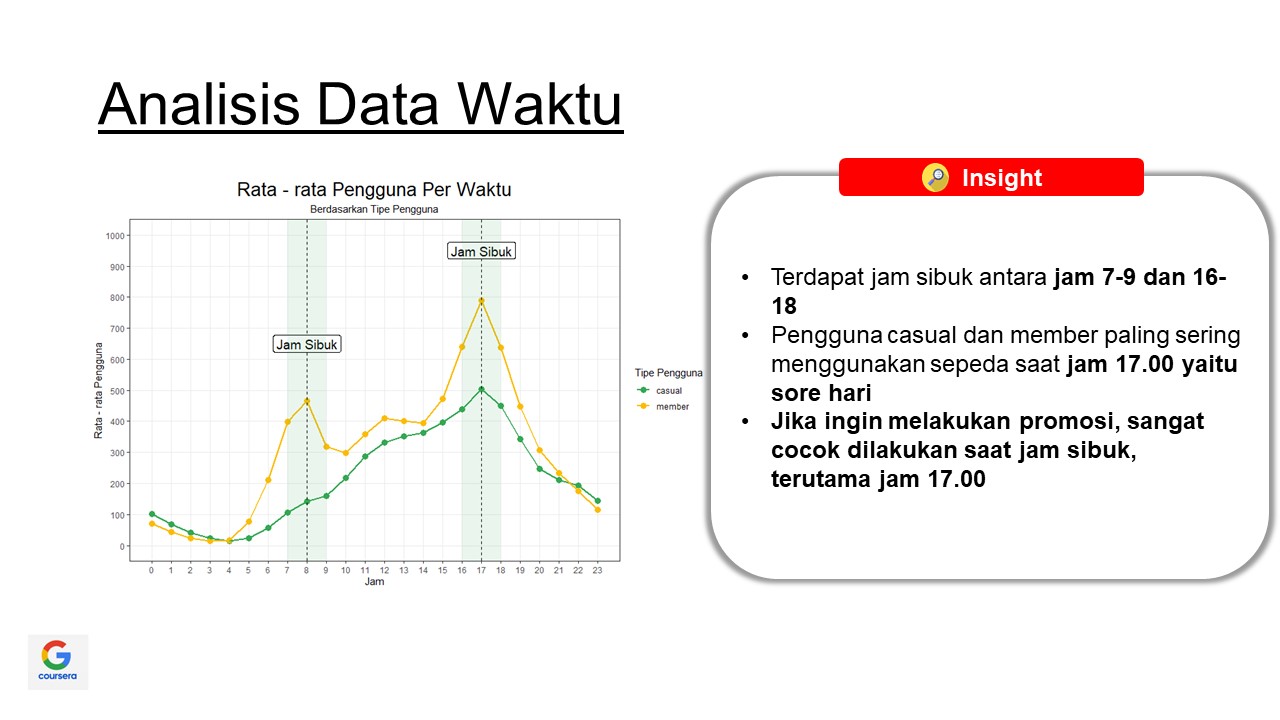 Analisis Data Waktu
Rata - rata Pengguna Per Waktu
Berdasarkan Tipe Pengguna
1000
900
800
700
600
500
400
300
200
100
0
Rata - rata Pengguna
Jam Sibuk
Jam Sibuk
0 1 2 3 4 5 6 7 8 9 10 11 12 13 14 15 16 17 18 19 20 21 22 23
Jam
Tipe Pengguna
casual
member
Insight
• Terdapat jam sibuk antara jam 7-9 dan 16-
18
• Pengguna casual dan member paling sering
menggunakan sepeda saat jam 17.00 yaitu
sore hari
• Jika ingin melakukan promosi, sangat
cocok dilakukan saat jam sibuk,
terutama jam 17.00
G
coursera